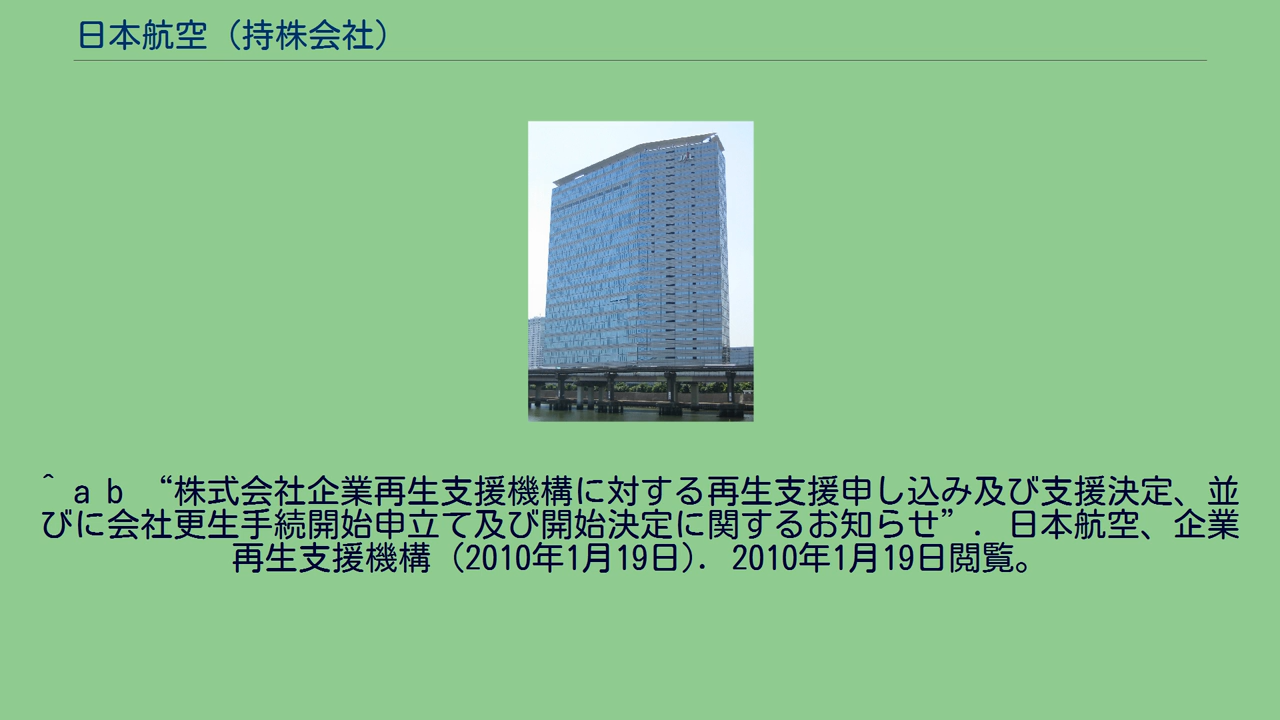 日本航空（持株会社）
^ a b “株式会社企業再生支援機構に対する再生支援申し込み及び支援決定、並
びに会社更生手続開始申立て及び開始決定に関するお知らせ”. 日本航空、企業
再生支援機構（2010年1月19日）. 2010年1月19日閲覧。